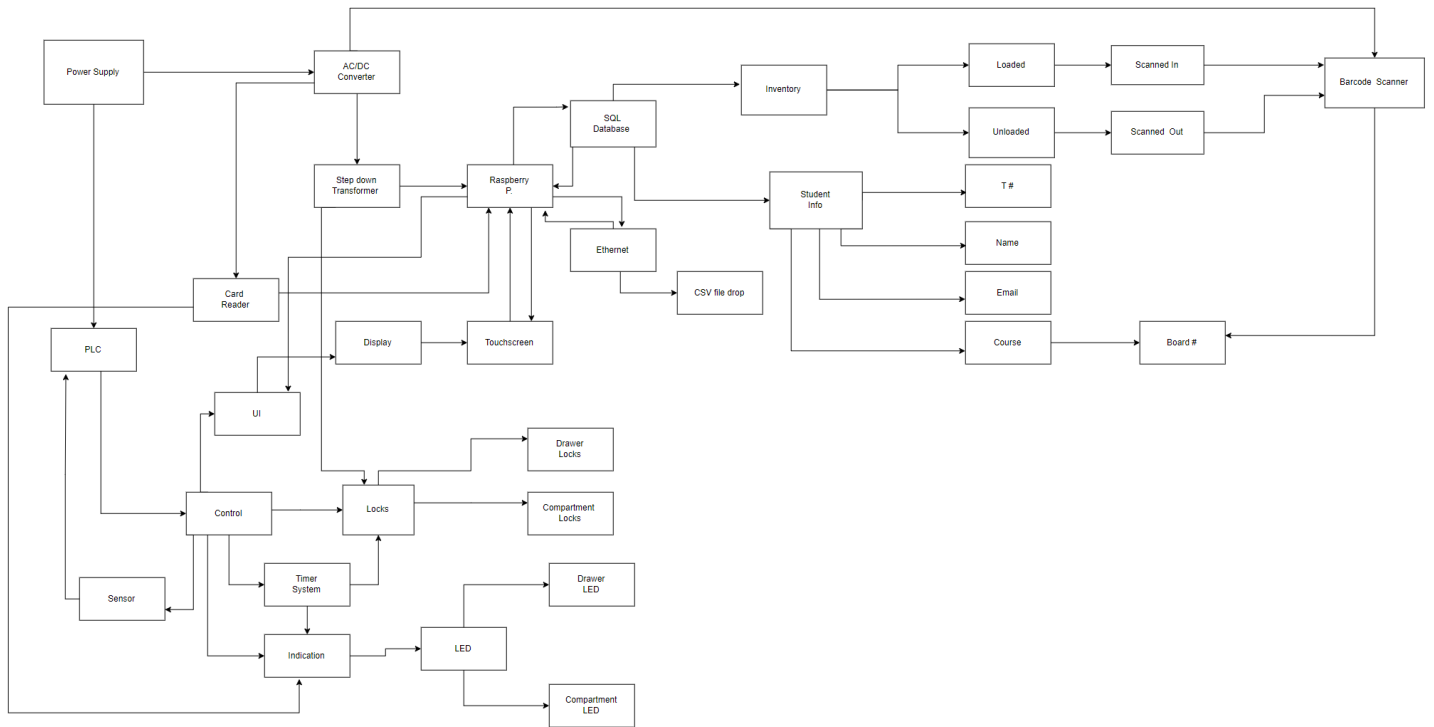 Power Supply
AC/DC
Converter
Inventory
Loaded
Scanned In
Barcode Scanner
SQL
Database
Unloaded
Scanned Out
Step down
Transformer
Raspberry
P.
Student
Info
T #
Name
Ethernet
Card
Reader
CSV file drop
Email
PLC
Display
Touchscreen
Course
Board #
UI
Drawer
Locks
Control
Locks
Compartment
Locks
Sensor
Timer
System
Drawer
LED
Indication
LED
Compartment
LED